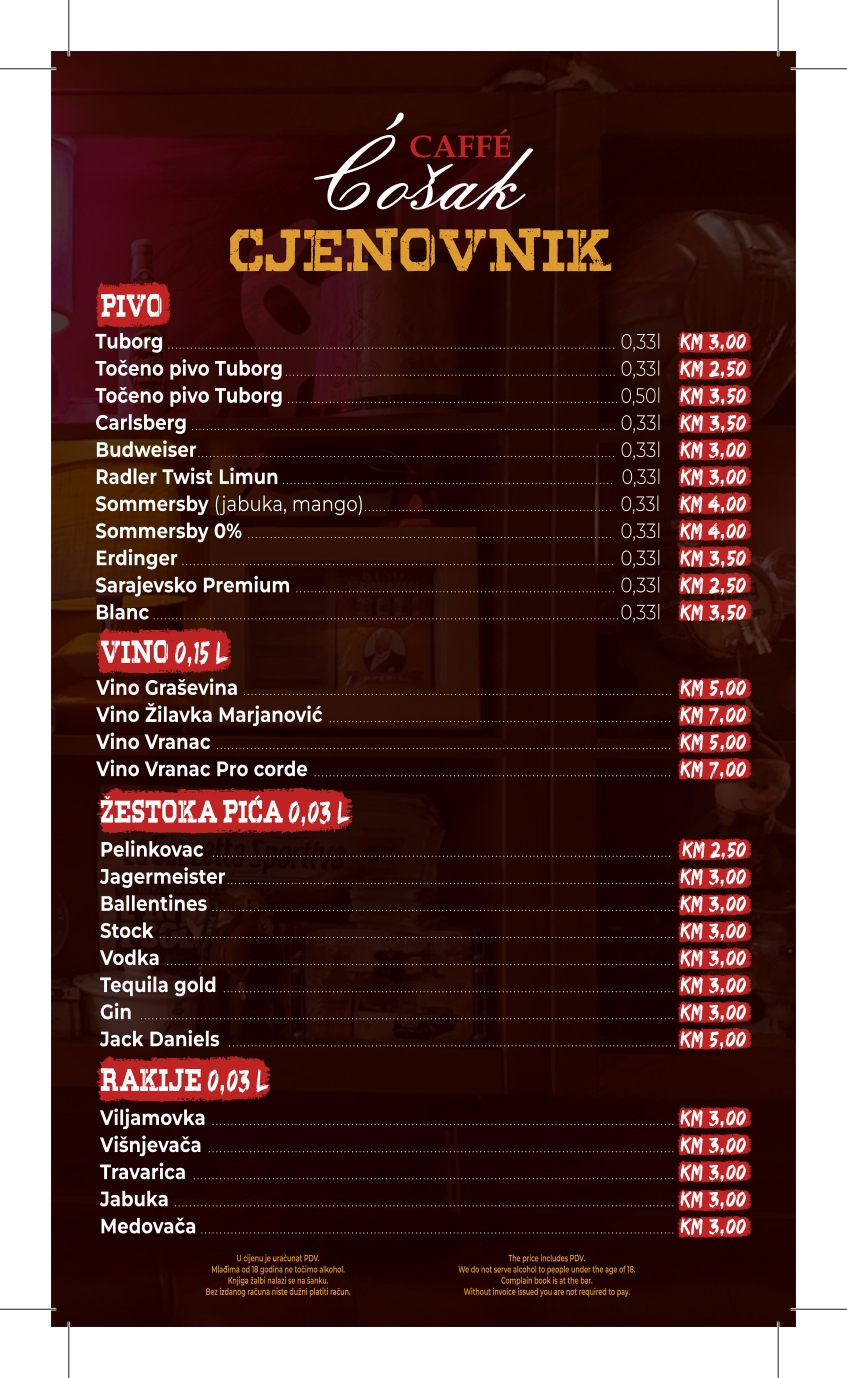 CAFFÉ
Ćošak
CJENOVNIK
PIVO
Tuborg 0,33l KM 3,00
Točeno pivo Tuborg 0,33l KM 2,50
Točeno pivo Tuborg 0,50l KM 3,50
Carlsberg 0,33l KM 3,50
Budweiser 0,33l KM 3,00
Radler Twist Limun 0,33l KM 3,00
Sommersby (jabuka, mango) 0,33l KM 4,00
Sommersby 0% 0,33l KM 4,00
Erdinger 0,33l KM 3,50
Sarajevsko Premium 0,33l KM 2,50
Blanc 0,33l KM 3,50
VINO 0,15 L
Vino Graševina KM 5,00
Vino Žilavka Marjanović KM 7,00
Vino Vranac KM 5,00
Vino Vranac Pro corde KM 7,00
ŽESTOKA PIĆA 0,03 L
Pelinkovac KM 2,50
Jagermeister KM 3,00
Ballentines KM 3,00
Stock KM 3,00
Vodka KM 3,00
Tequila gold KM 3,00
Gin KM 3,00
Jack Daniels KM 5,00
RAKIJE 0,03 L
Viljamovka KM 3,00
Višnjevača KM 3,00
Travarica KM 3,00
Jabuka KM 3,00
Medovača KM 3,00
U cijenu je uračunat PDV.
Mlađima od 18 godina ne točimo alkohol.
Knjiga žalbi nalazi se na šanku.
Bez izdanog računa niste dužni platiti račun.
The price includes PDV.
We do not serve alcohol to people under the age of 18.
Complain book is at the bar.
Without invoice issued you are not required to pay.